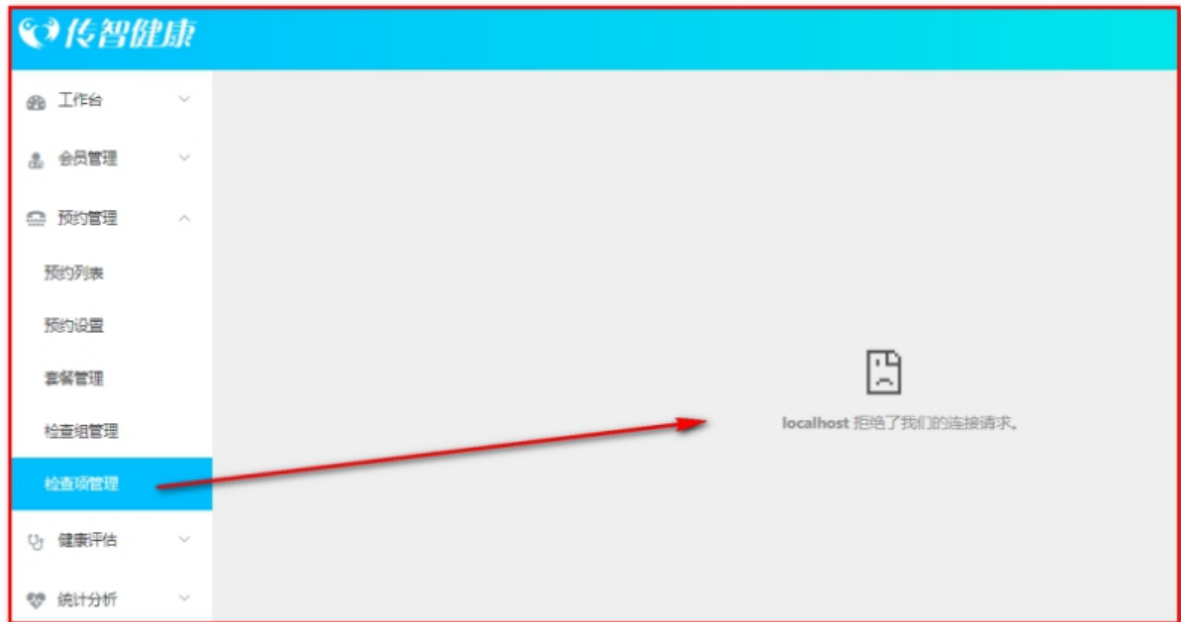 传智健康
工作台
会员管理
预约管理
预约列表
预约设置
套餐管理
检查组管理
检查项管理
健康评估
统计分析
localhost 拒绝了我们的连接请求。